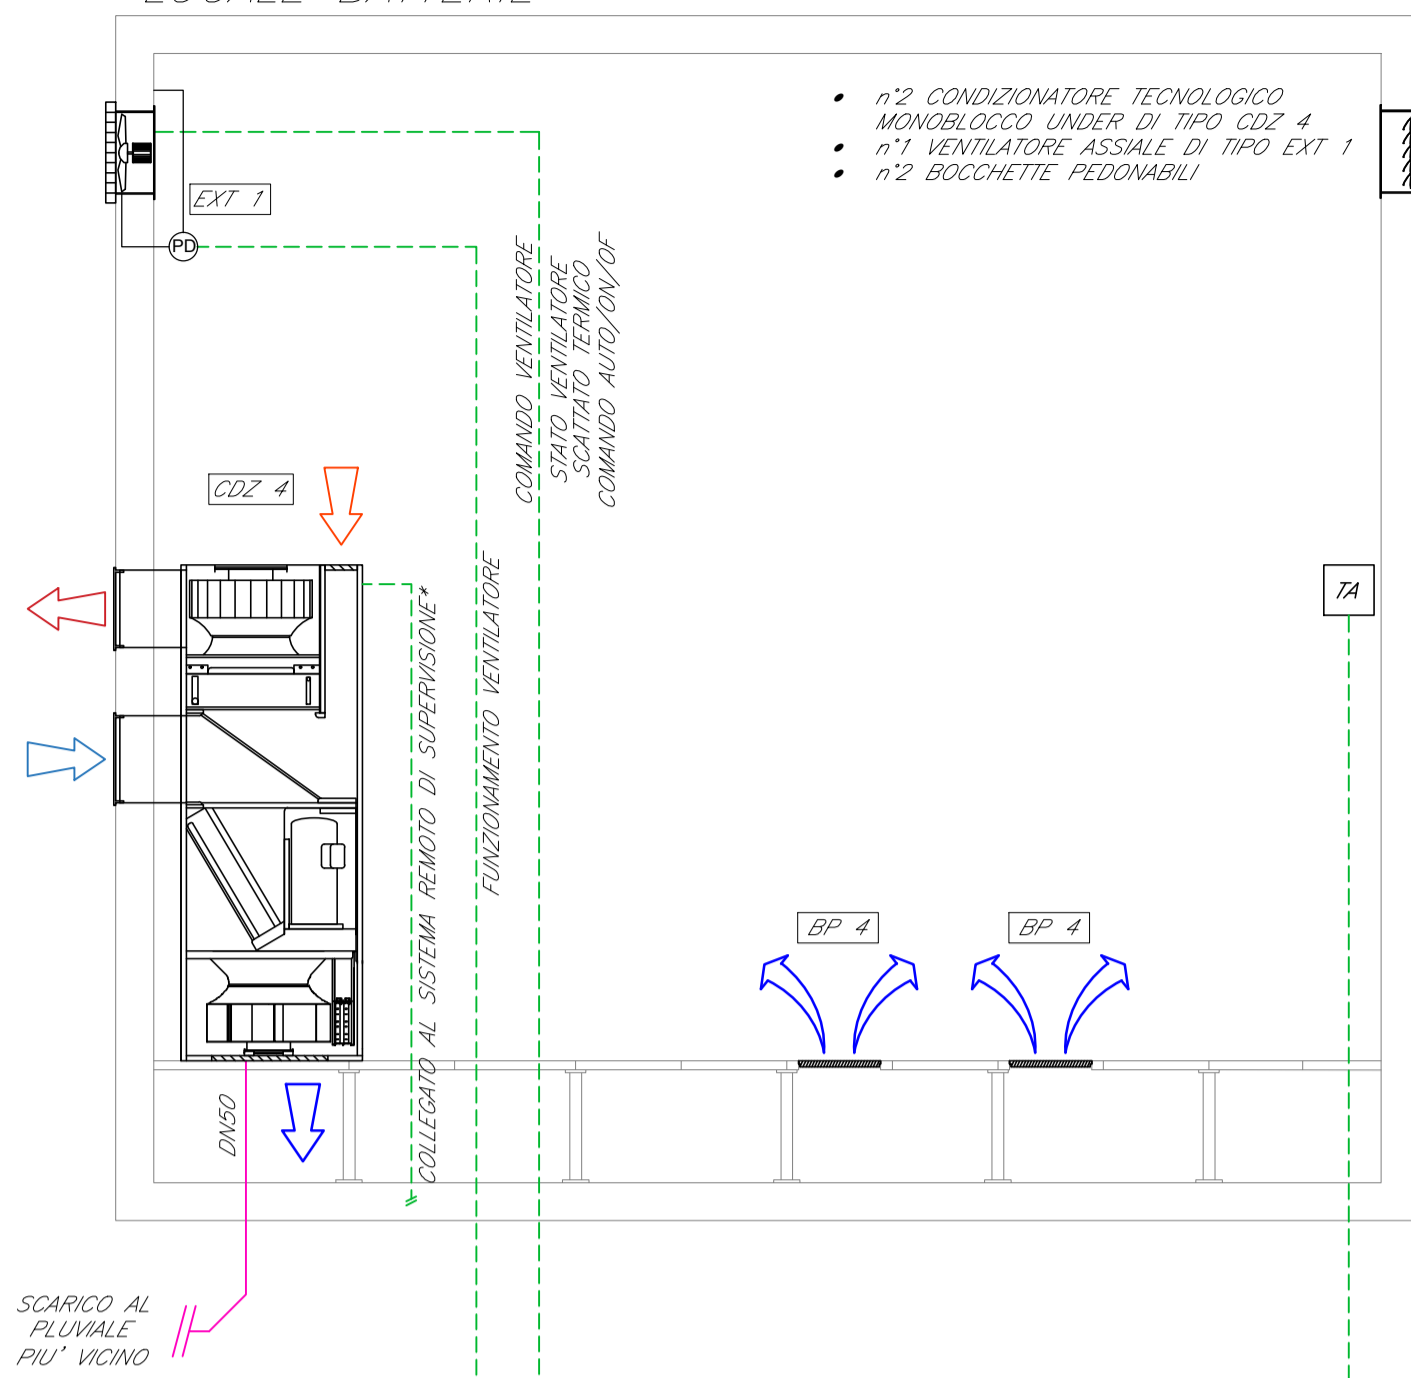 LOCALE BATTERIE
• n°2 CONDIZIONATORE TECNOLOGICO
MONOBLOCCO UNDER DI TIPO CDZ 4
• n°1 VENTILATORE ASSIALE DI TIPO EXT 1
• n°2 BOCCHETTE PEDONABILI
EXT 1
PD
COMANDO VENTILATORE
STATO VENTILATORE
SCATTATO TERMICO
COMANDO AUTO/ON/OF
CDZ 4
FUNZIONAMENTO VENTILATORE
COLLEGATO AL SISTEMA REMOTO DI SUPERVISIONE*
TA
BP 4
BP 4
DN50
SCARICO AL
PLUVIALE
PIU' VICINO